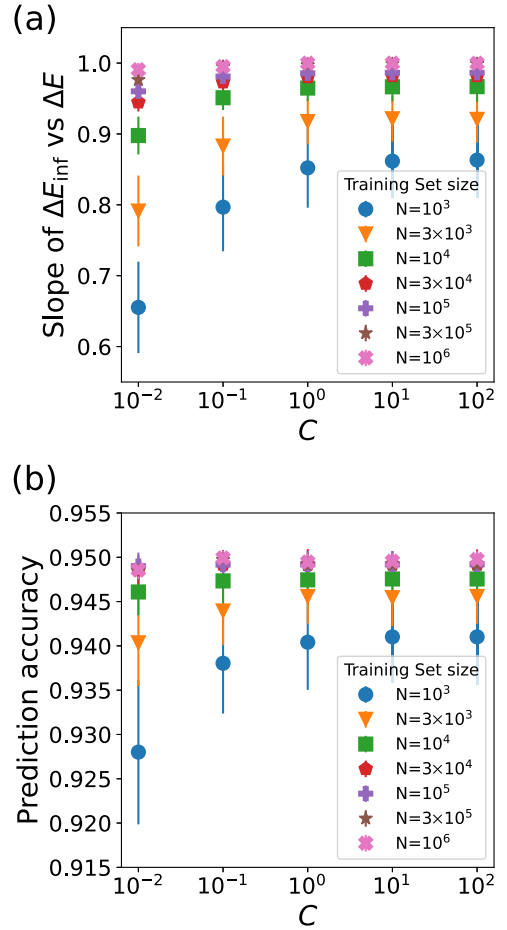 (a)
Slope of ΔE_inf vs ΔE
1.0
0.9
0.8
0.7
0.6
Training Set size
N=10³
N=3×10³
N=10⁴
N=3×10⁴
N=10⁵
N=3×10⁵
N=10⁶
10⁻² 10⁻¹ 10⁰ 10¹ 10²
C
(b)
Prediction accuracy
0.955
0.950
0.945
0.940
0.935
0.930
0.925
0.920
0.915
Training Set size
N=10³
N=3×10³
N=10⁴
N=3×10⁴
N=10⁵
N=3×10⁵
N=10⁶
10⁻² 10⁻¹ 10⁰ 10¹ 10²
C